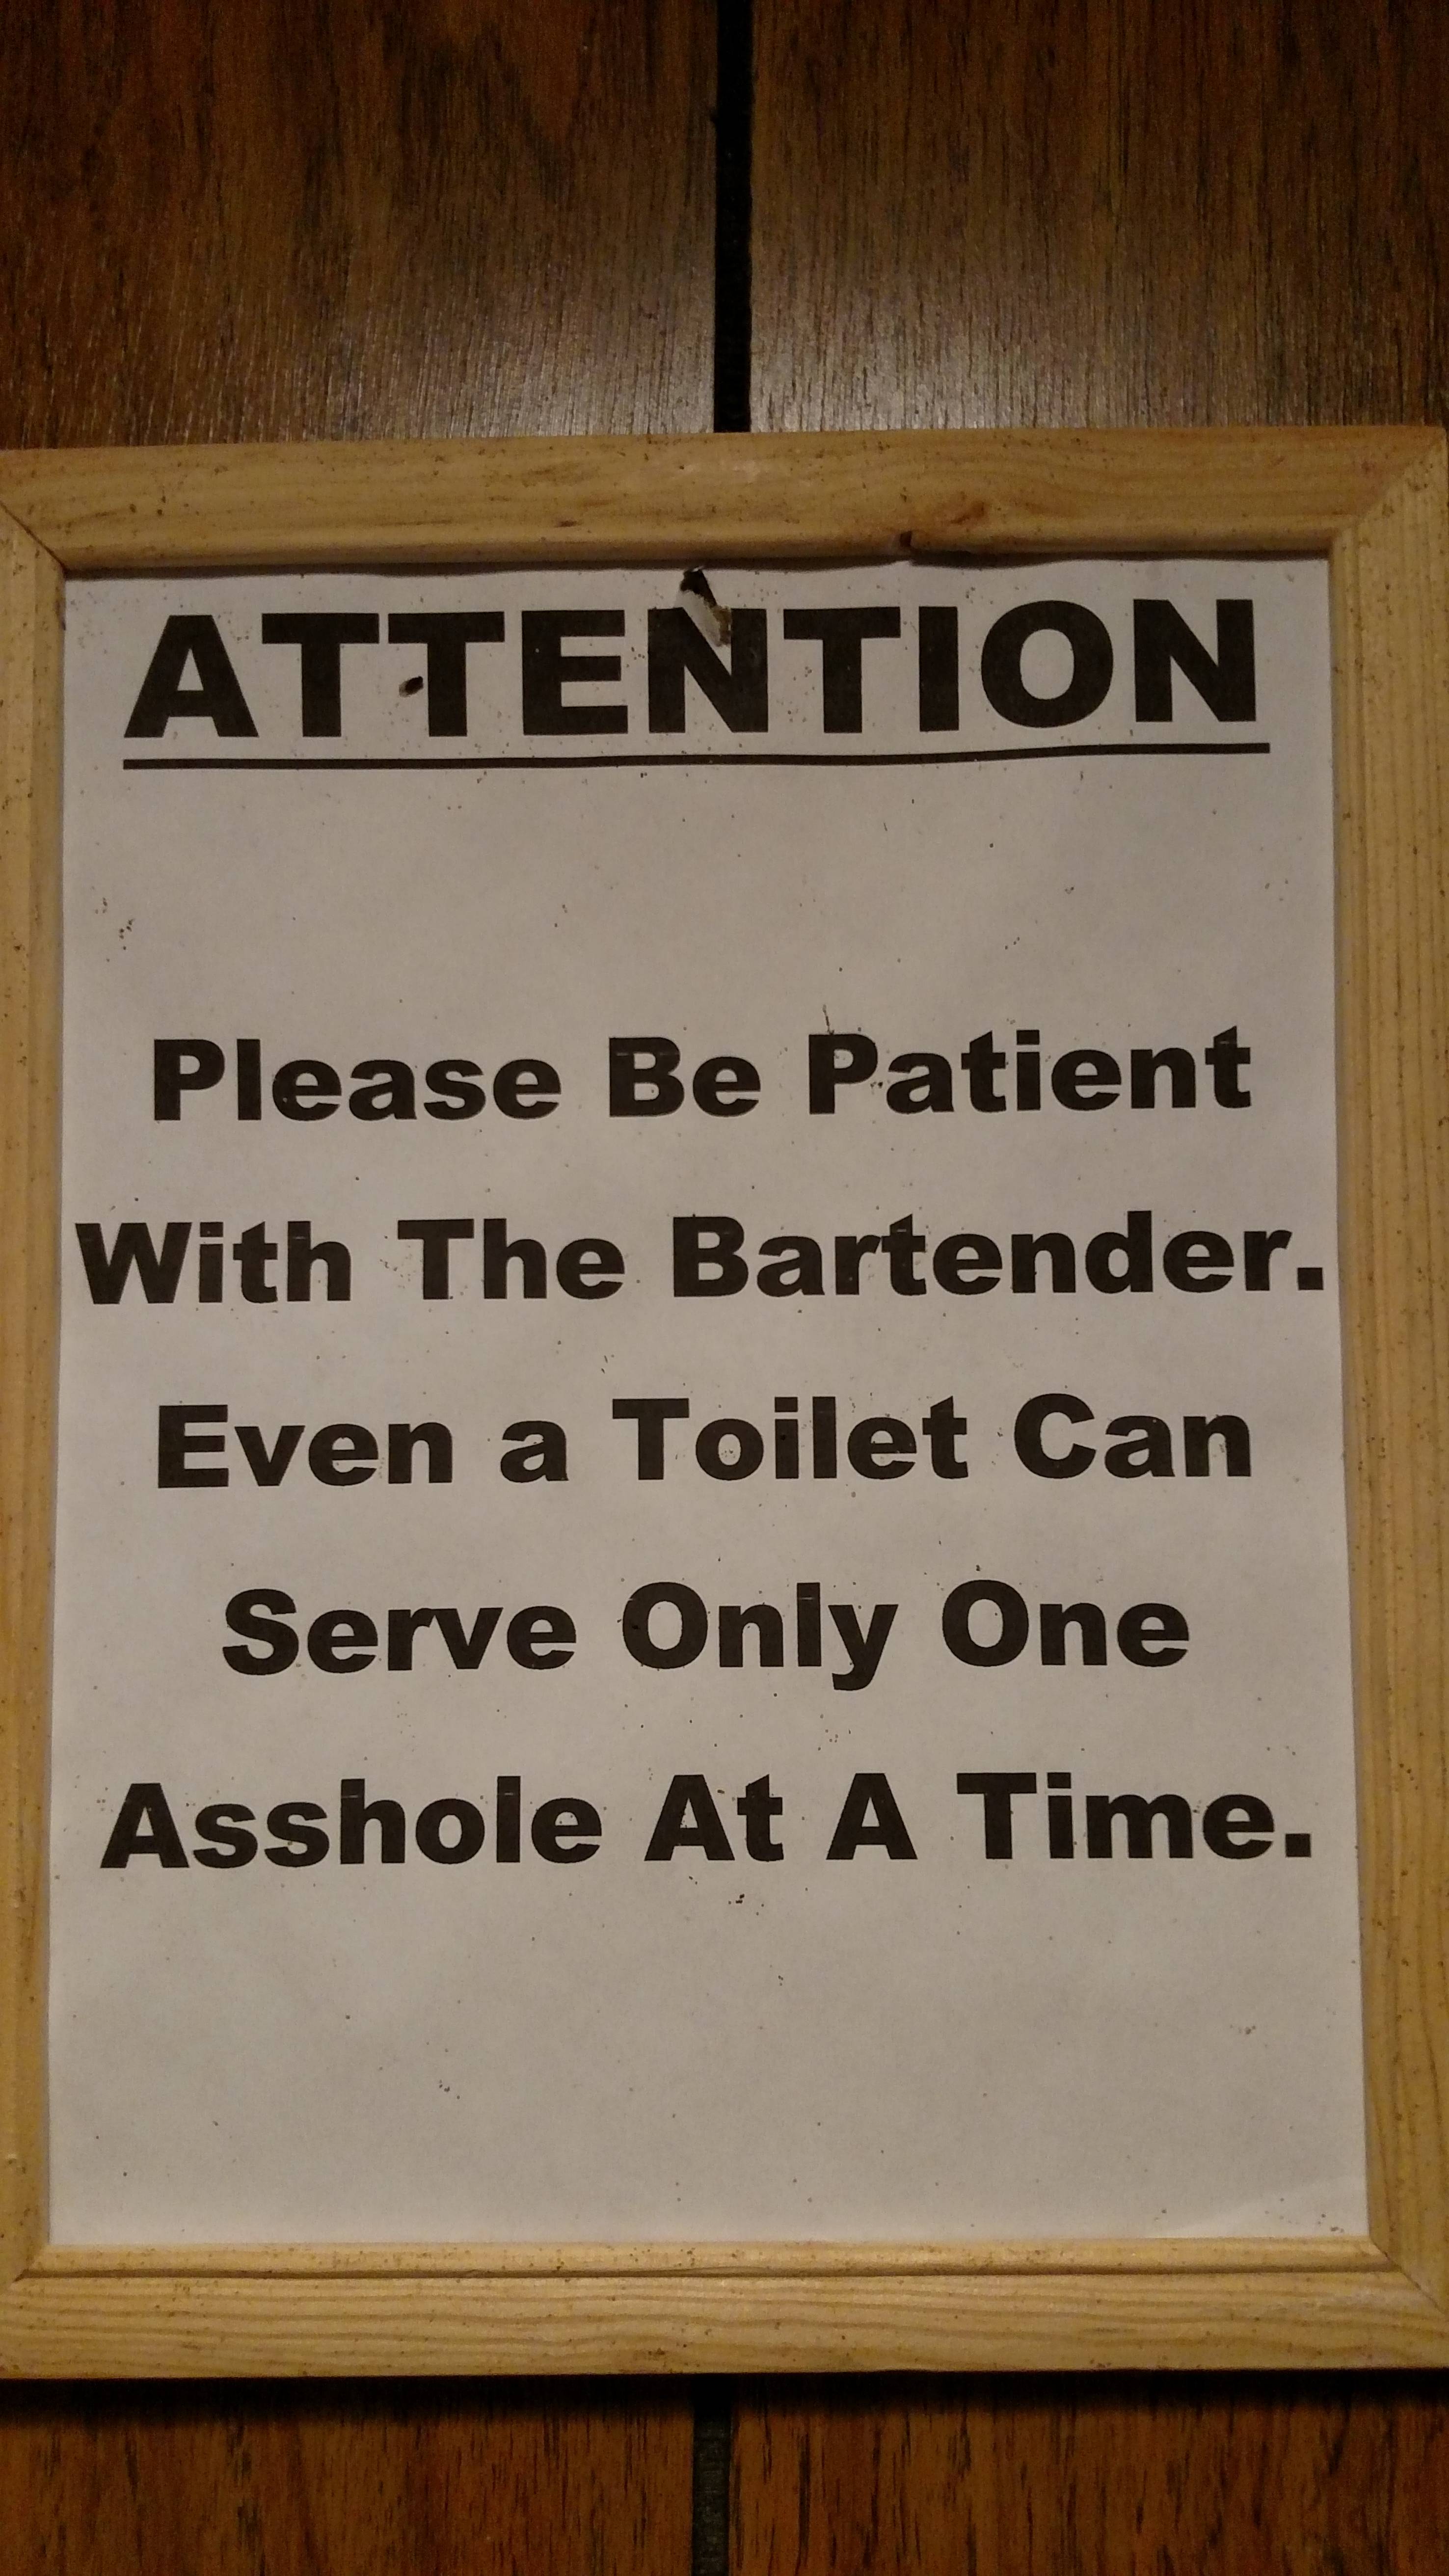 ATTENTION
Please Be Patient
With The Bartender.
Even a Toilet Can
Serve Only One
Asshole At A Time.